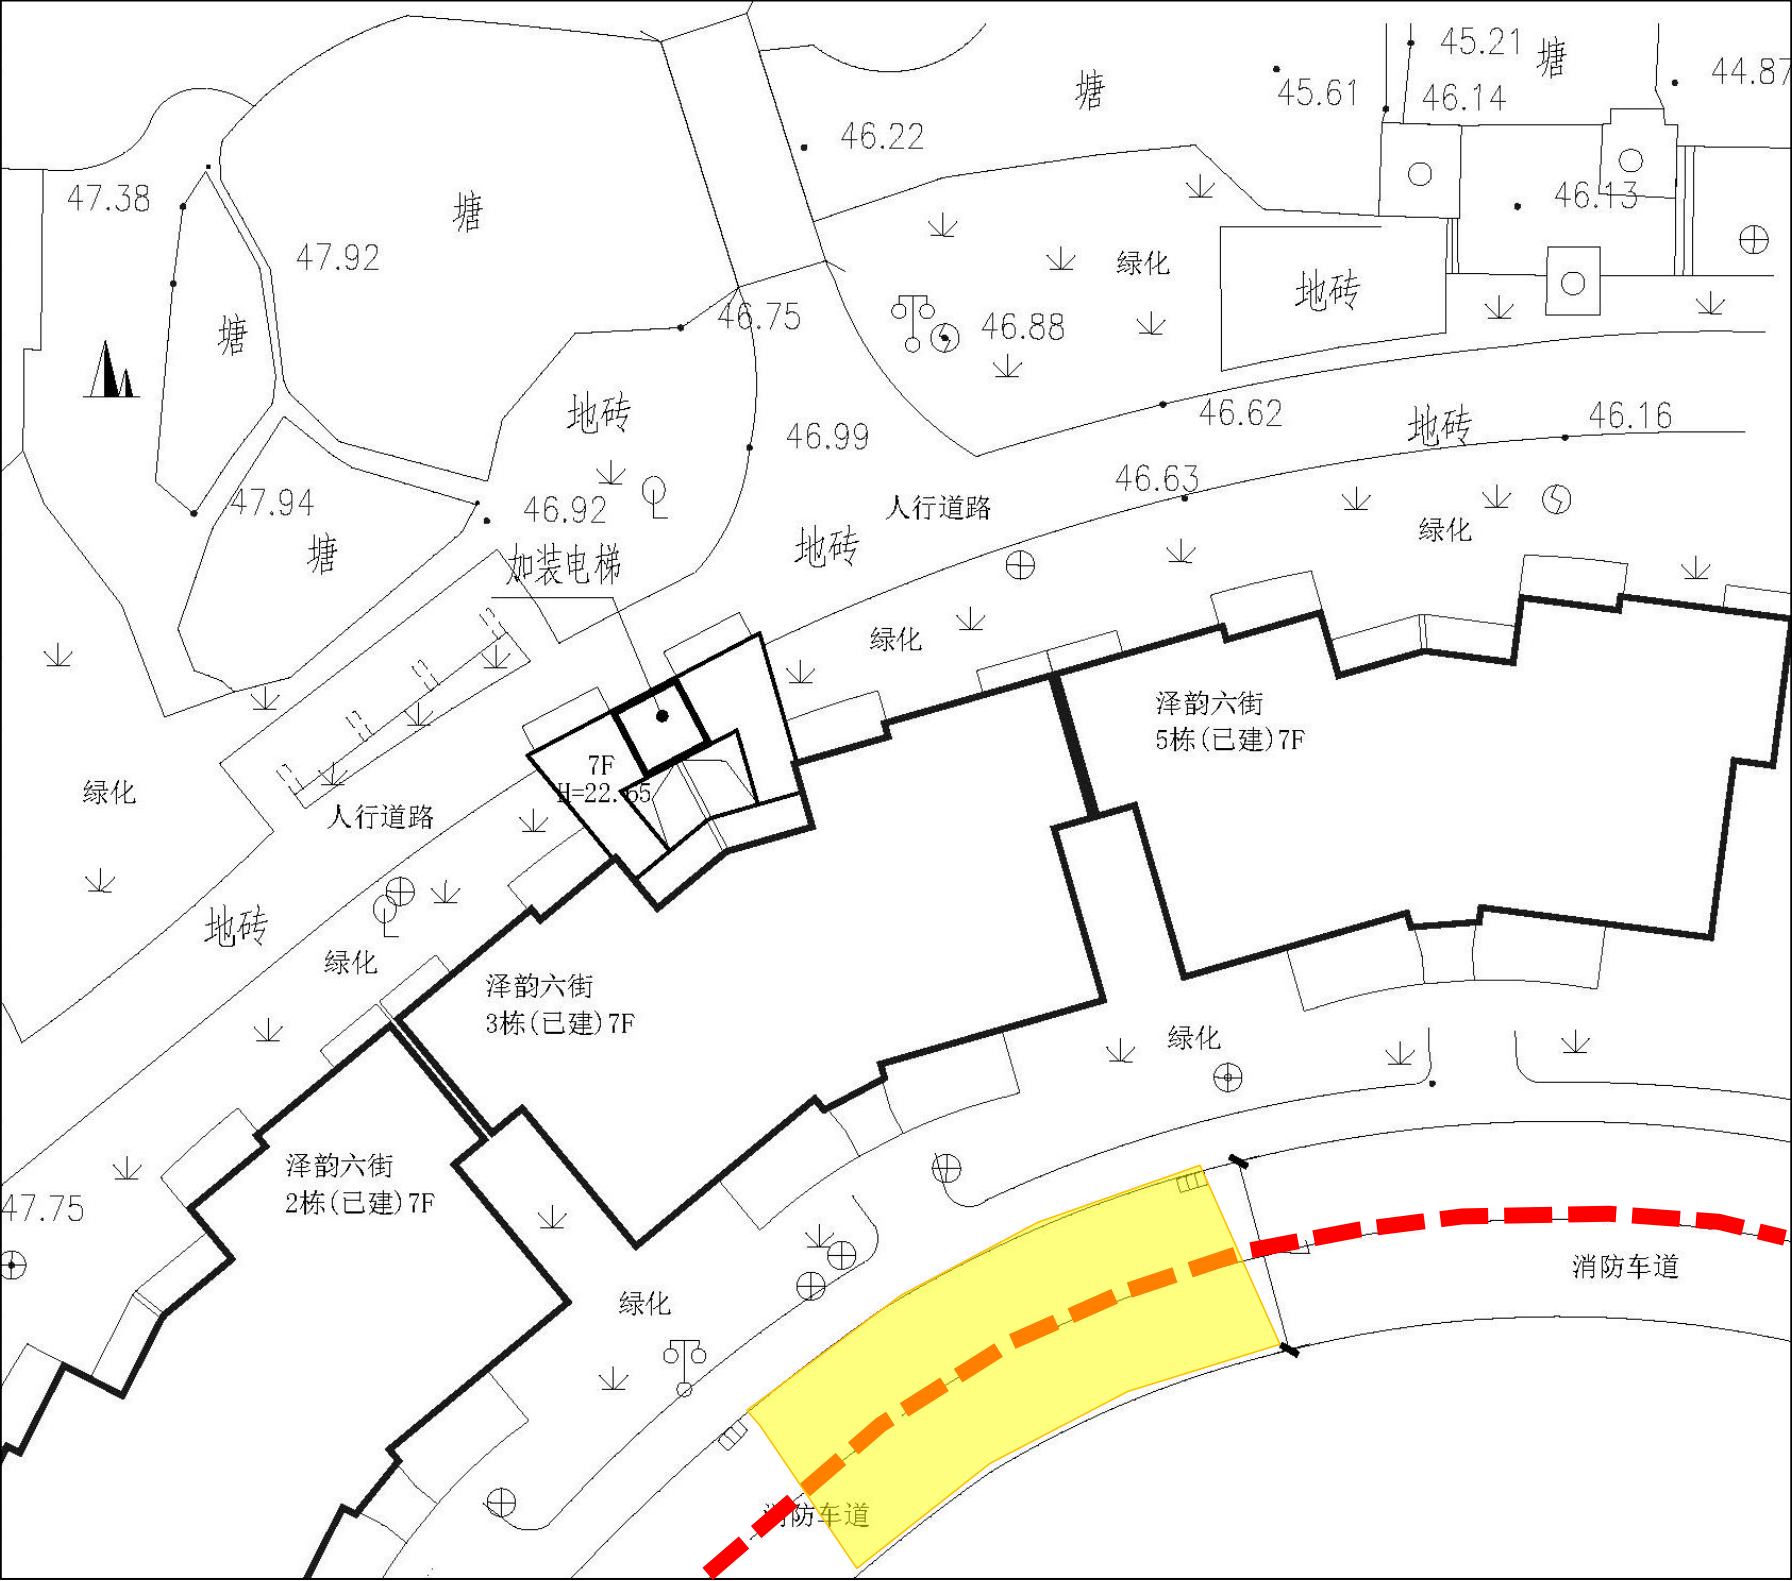 45.21
塘
44.87
塘
45.61
46.14
46.22
47.38
46.13
塘
47.92
绿化
地砖
46.75
46.88
塘
地砖
46.62
地砖
46.16
46.99
46.63
47.94
46.92
人行道路
绿化
塘
加装电梯
地砖
绿化
泽韵六街
5栋(已建)7F
7F
H=22.65
绿化
人行道路
地砖
绿化
泽韵六街
3栋(已建)7F
绿化
泽韵六街
2栋(已建)7F
47.75
消防车道
绿化
消防车道